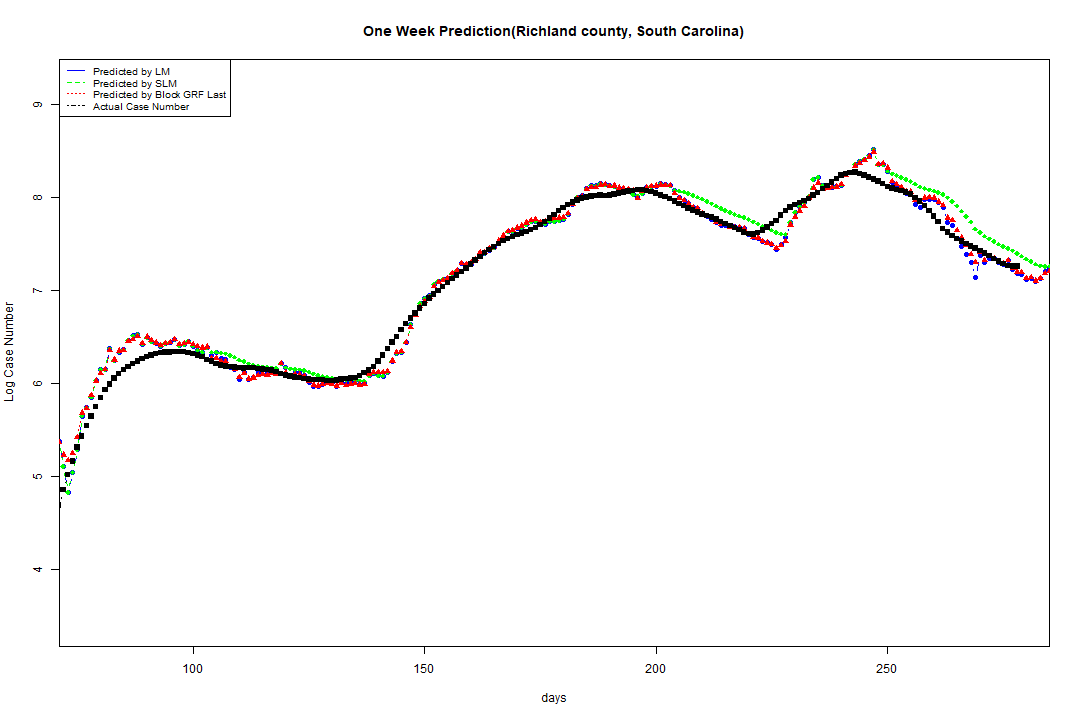 One Week Prediction(Richland county, South Carolina)
Predicted by LM
Predicted by SLM
Predicted by Block GRF Last
Actual Case Number
9
8
7
6
5
4
Log Case Number
100 150 200 250
days